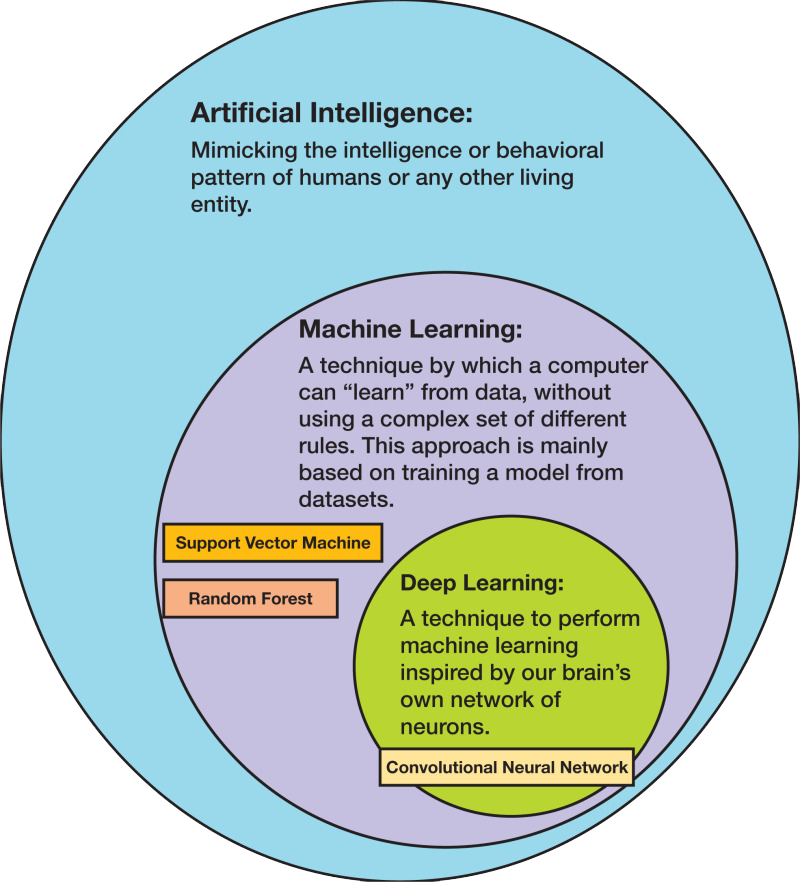 Artificial Intelligence:
Mimicking the intelligence or behavioral
pattern of humans or any other living
entity.
Machine Learning:
A technique by which a computer
can “learn” from data, without
using a complex set of different
rules. This approach is mainly
based on training a model from
datasets.
Support Vector Machine
Random Forest
Deep Learning:
A technique to perform
machine learning
inspired by our brain’s
own network of
neurons.
Convolutional Neural Network